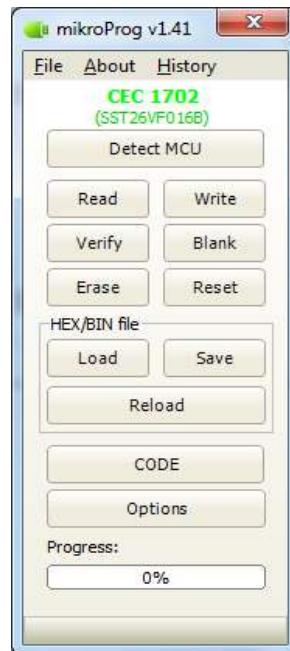 mikroProg v1.41
File About History
CEC 1702
(SST26VF016B)
Detect MCU
Read Write
Verify Blank
Erase Reset
HEX/BIN file
Load Save
Reload
CODE
Options
Progress:
0%